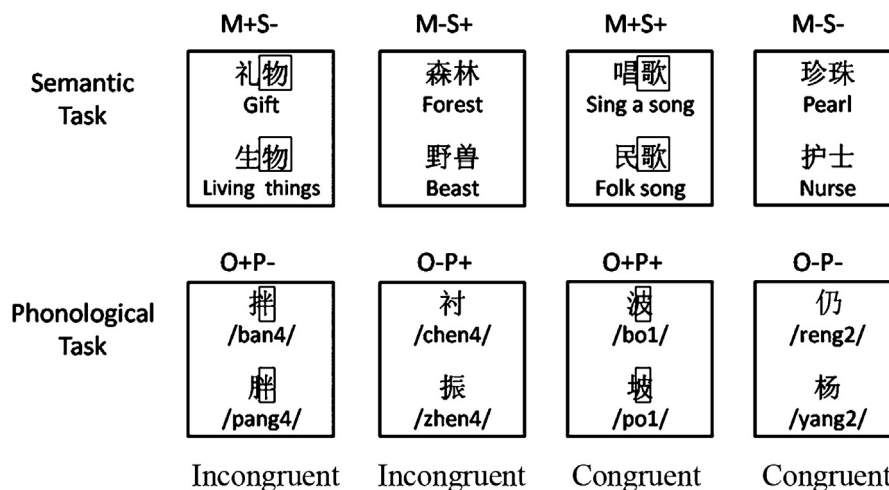 M+S- M-S+ M+S+ M-S-
Semantic Task
礼物 森林 唱歌 珍珠
Gift Forest Sing a song Pearl
生物 野兽 民歌 护士
Living things Beast Folk song Nurse
O+P- O-P+ O+P+ O-P-
Phonological Task
拌 衬 波 仍
/ban4/ /chen4/ /bo1/ /reng2/
胖 振 坡 杨
/pang4/ /zhen4/ /po1/ /yang2/
Incongruent Incongruent Congruent Congruent